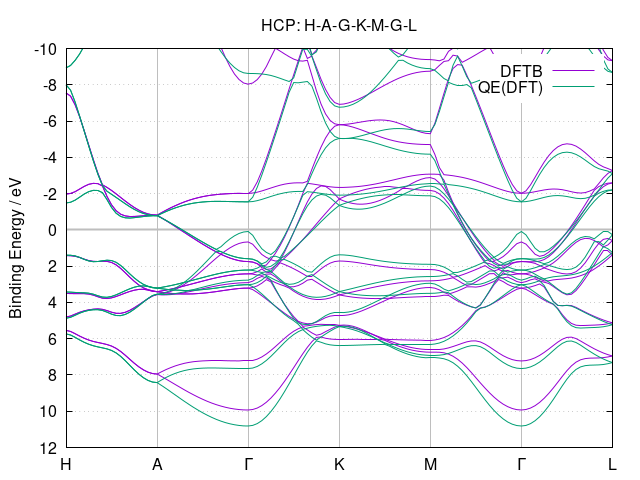 HCP: H-A-G-K-M-G-L
DFTB
QE(DFT)
Binding Energy / eV
-10
-8
-6
-4
-2
0
2
4
6
8
10
12
H A Γ K M Γ L